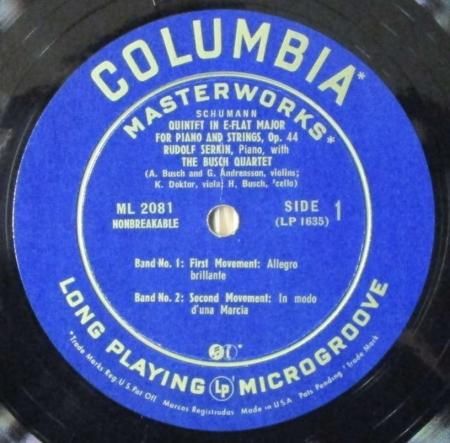 COLUMBIA*
MASTERWORKS*
SCHUMANN
QUINTET IN E-FLAT MAJOR
FOR PIANO AND STRINGS, Op. 44
RUDOLF SERKIN, Piano, with
THE BUSCH QUARTET
(A. Busch and G. Andreasson, violins;
K. Doktor, viola; H. Busch, 'cello)
ML 2081
NONBREAKABLE
SIDE 1
(LP 1635)
Band No. 1: First Movement: Allegro
brillante
Band No. 2: Second Movement: In modo
d'una Marcia
LONG PLAYING Lp MICROGROOVE
*Trade Marks Reg. U.S. Pat. Off. Marcas Registradas Made in U.S.A. Pats Pending † Trade Mark